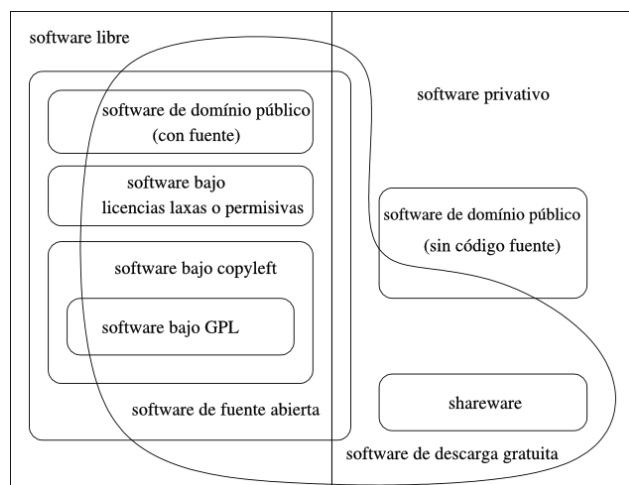 software libre
software de domínio público
(con fuente)
software bajo
licencias laxas o permisivas
software bajo copyleft
software bajo GPL
software de fuente abierta
software privativo
software de domínio público
(sin código fuente)
shareware
software de descarga gratuita